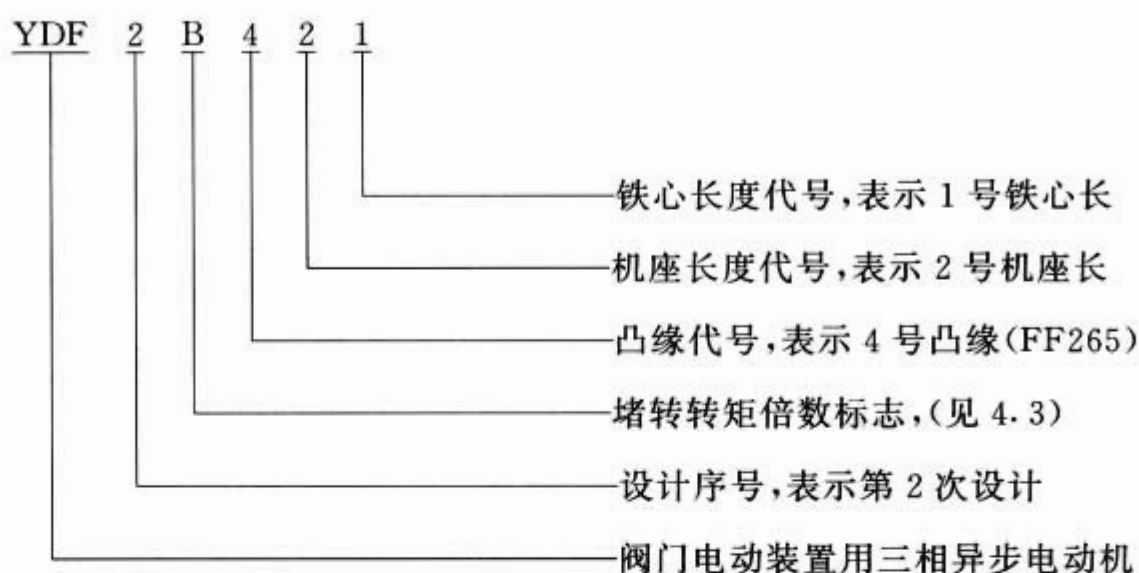 YDF 2 B 4 2 1
铁心长度代号,表示 1 号铁心长
机座长度代号,表示 2 号机座长
凸缘代号,表示 4 号凸缘(FF265)
堵转转矩倍数标志,(见 4.3)
设计序号,表示第 2 次设计
阀门电动装置用三相异步电动机